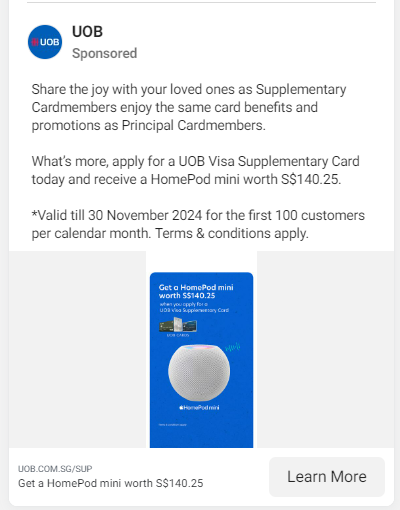 UOB
UOB
Sponsored
Share the joy with your loved ones as Supplementary
Cardmembers enjoy the same card benefits and
promotions as Principal Cardmembers.
What's more, apply for a UOB Visa Supplementary Card
today and receive a HomePod mini worth S$140.25.
*Valid till 30 November 2024 for the first 100 customers
per calendar month. Terms & conditions apply.
Get a HomePod mini
worth S$140.25
when you apply for a
UOB Visa Supplementary Card
UOB CARDS
HomePod mini
UOB.COM.SG/SUP
Get a HomePod mini worth S$140.25
Learn More